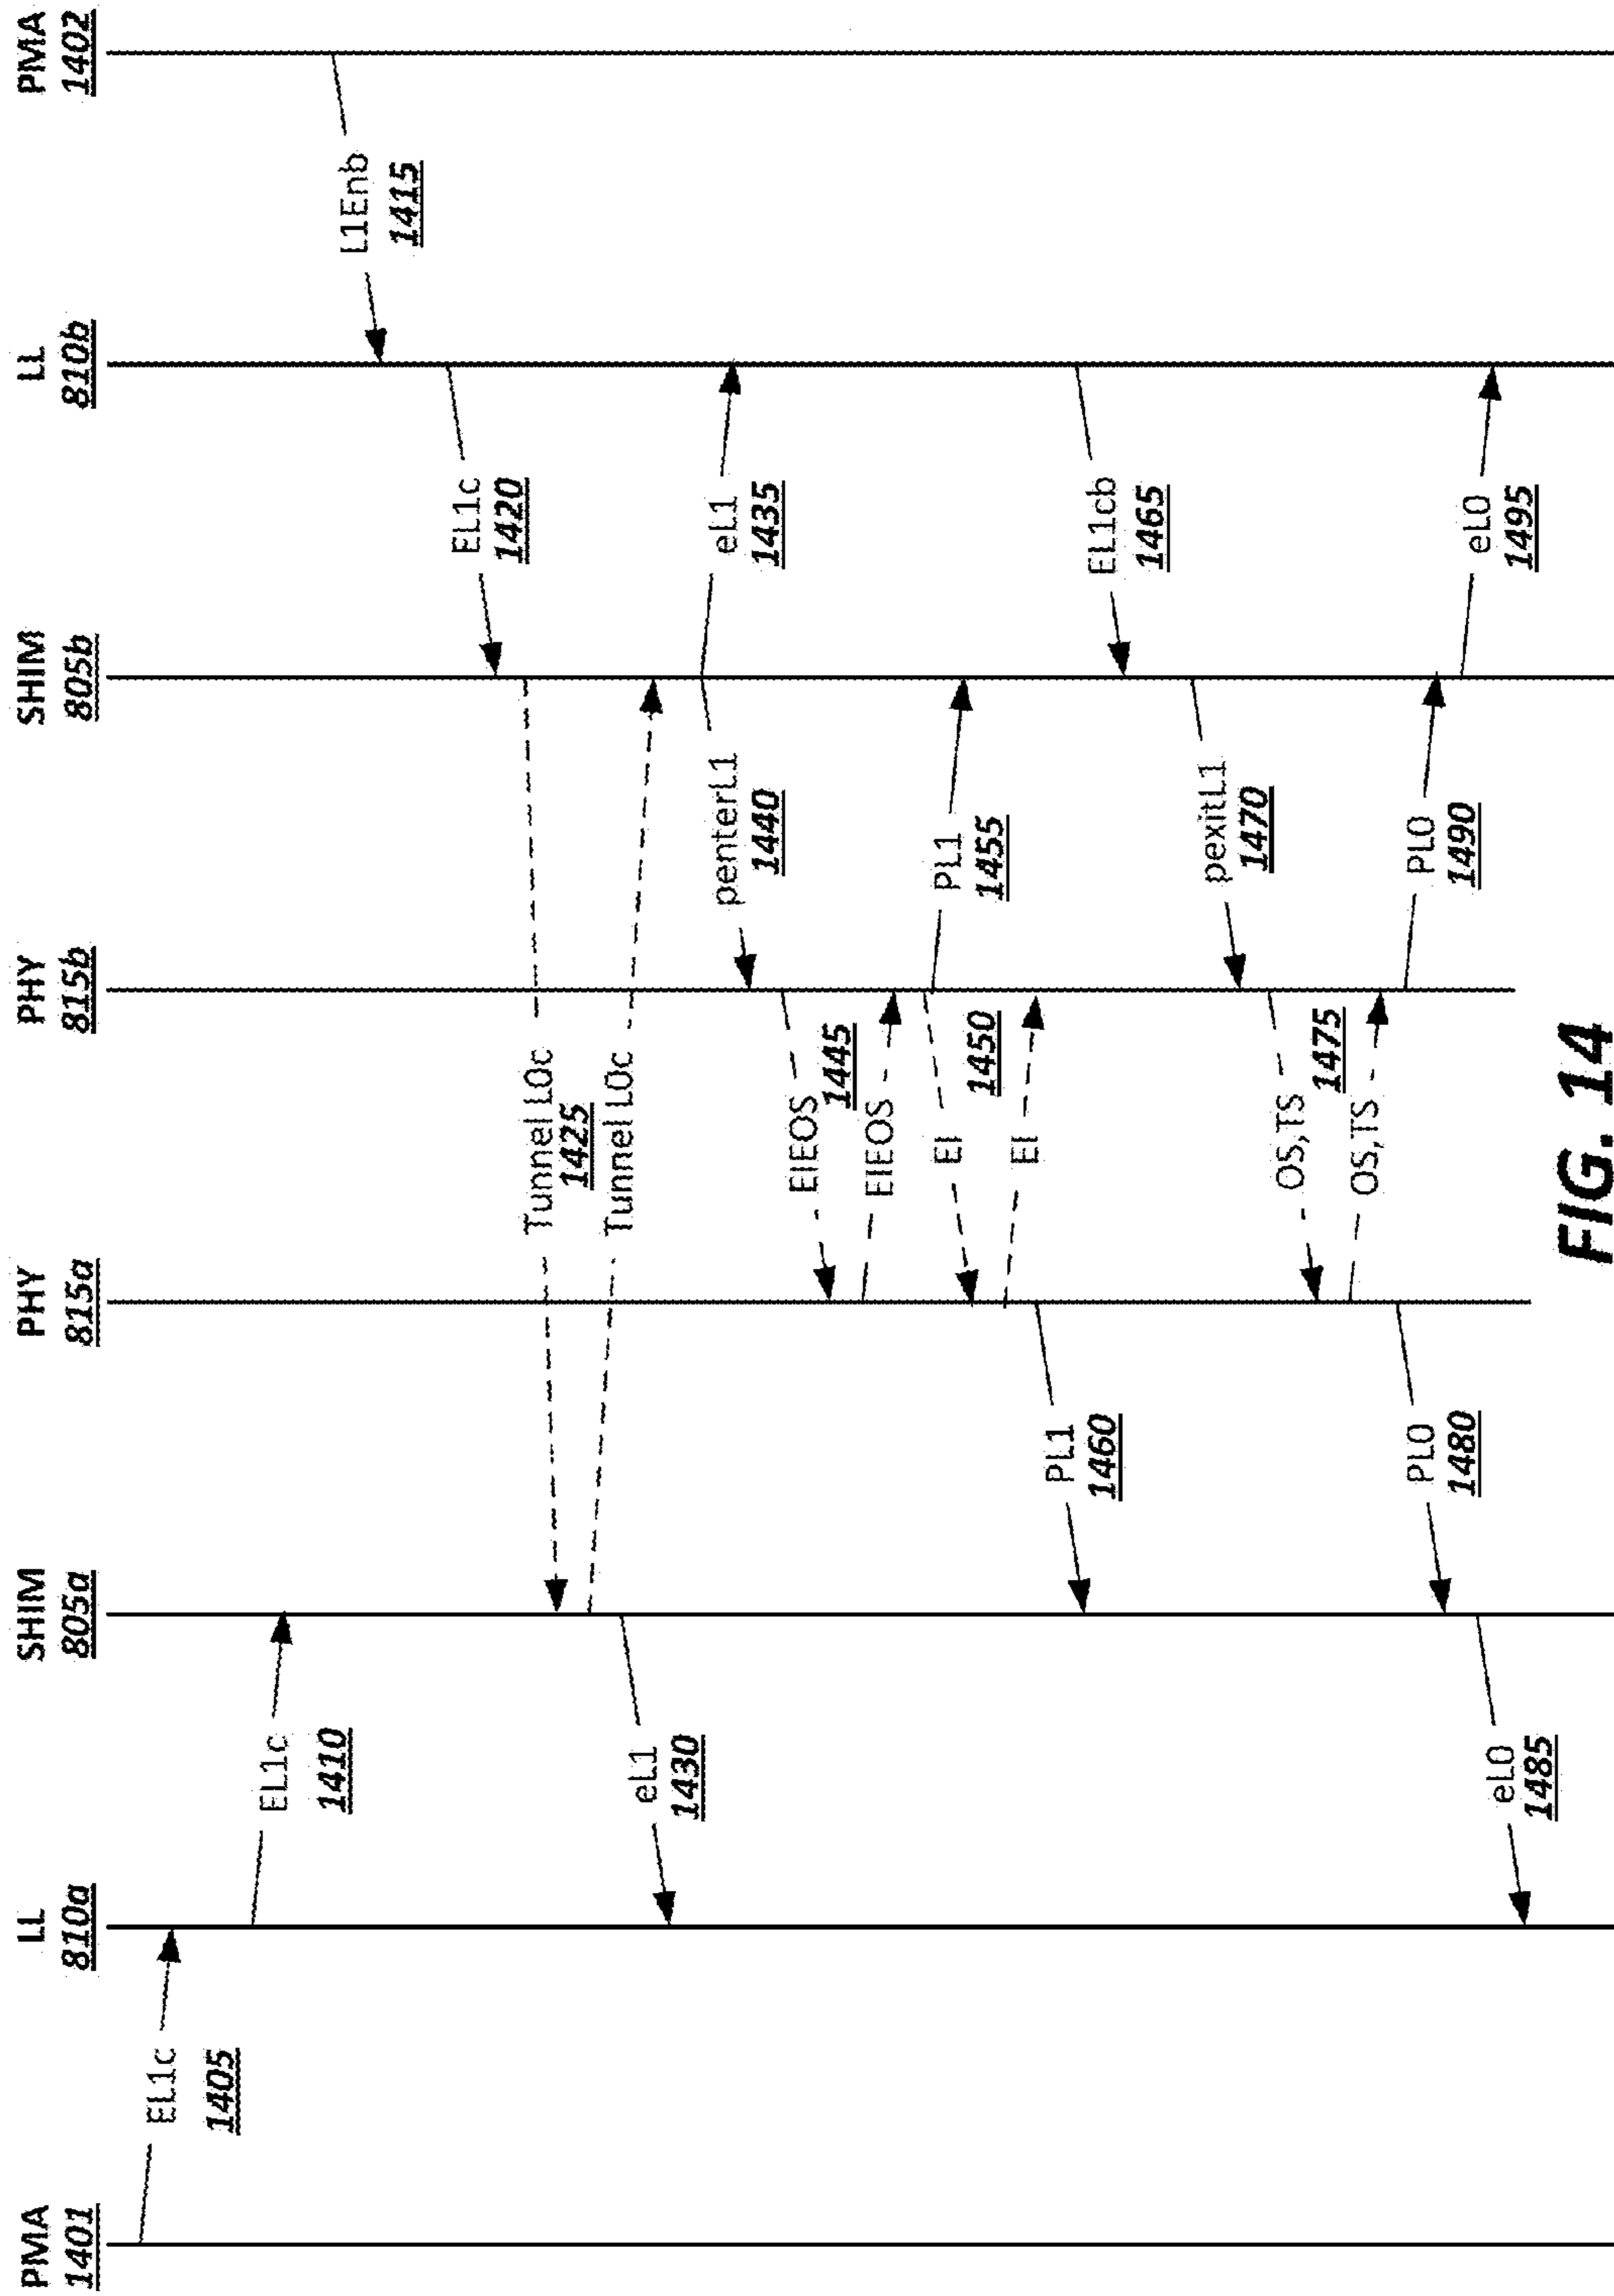 PMA
1401
LL
810a
SHIM
805a
PHY
815a
PHY
815b
SHIM
805b
LL
810b
PMA
1402
EL1c
1405
EL1c
1410
L1Enb
1415
EL1c
1420
Tunnel L0c
1425
Tunnel L0c
eL1
1430
eL1
1435
penterL1
1440
EIEOS
1445
EIEOS
EI
1450
EI
PL1
1455
PL1
1460
EL1cb
1465
pexitL1
1470
OS,TS
1475
OS,TS
PL0
1480
PL0
1490
eL0
1485
eL0
1495
FIG. 14